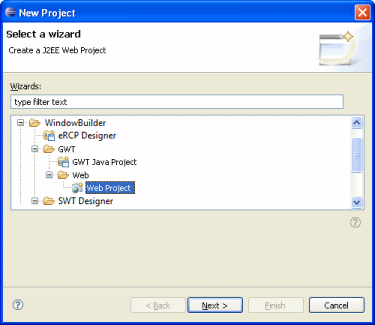 New Project
Select a wizard
Create a J2EE Web Project
Wizards:
type filter text
WindowBuilder
eRCP Designer
GWT
GWT Java Project
Web
Web Project
SWT Designer
< Back
Next >
Finish
Cancel